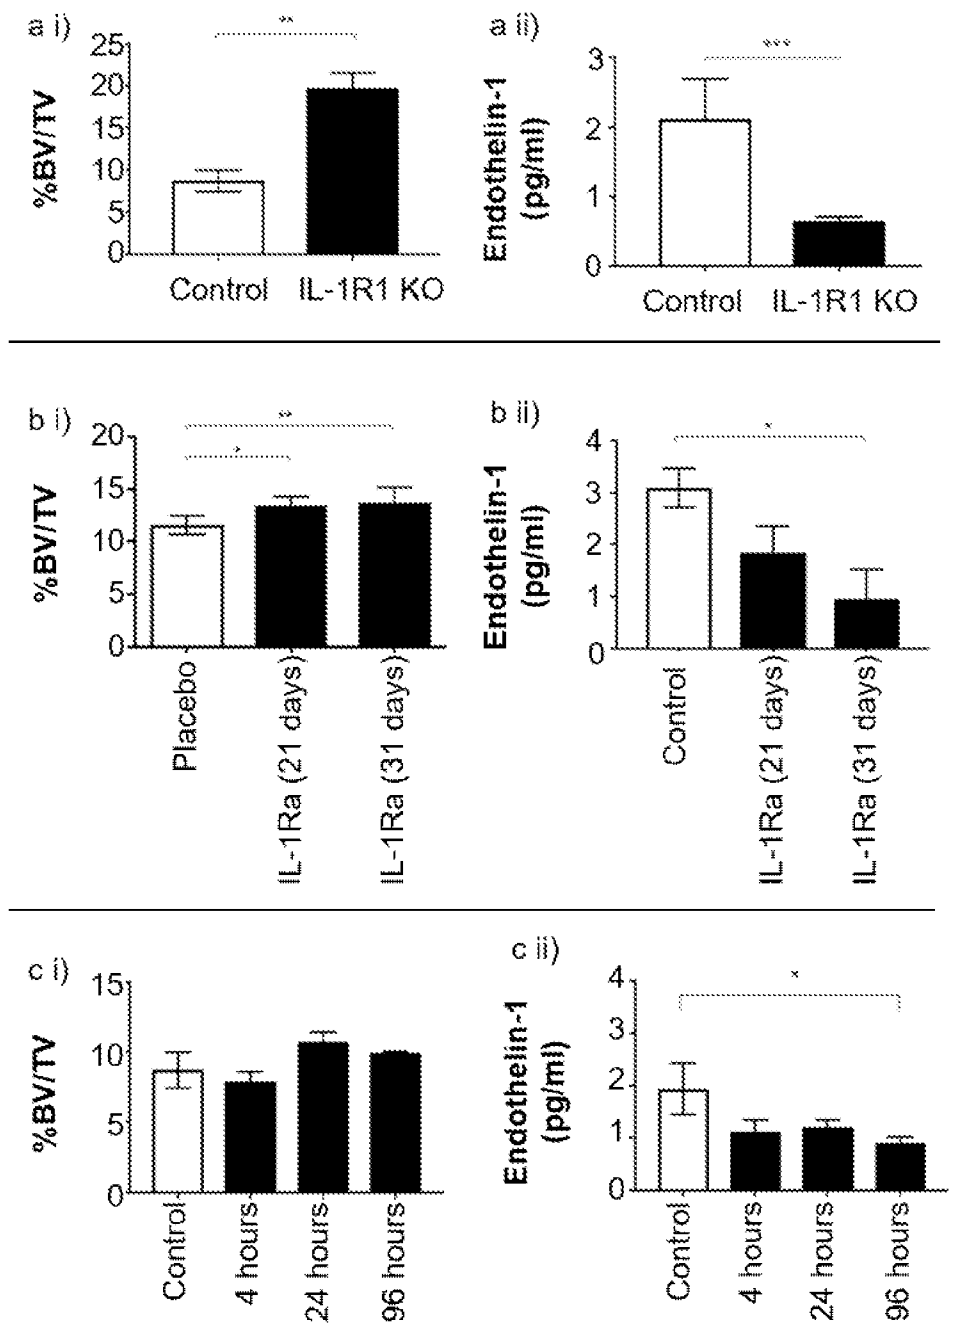 a i)
**
%BV/TV
25
20
15
10
5
0
Control IL-1R1 KO
a ii)
***
Endothelin-1
(pg/ml)
3
2
1
0
Control IL-1R1 KO
b i)
**
*
%BV/TV
20
15
10
5
0
Placebo
IL-1Ra (21 days)
IL-1Ra (31 days)
b ii)
*
Endothelin-1
(pg/ml)
4
3
2
1
0
Control
IL-1Ra (21 days)
IL-1Ra (31 days)
c i)
%BV/TV
15
10
5
0
Control
4 hours
24 hours
96 hours
c ii)
*
Endothelin-1
(pg/ml)
4
3
2
1
0
Control
4 hours
24 hours
96 hours